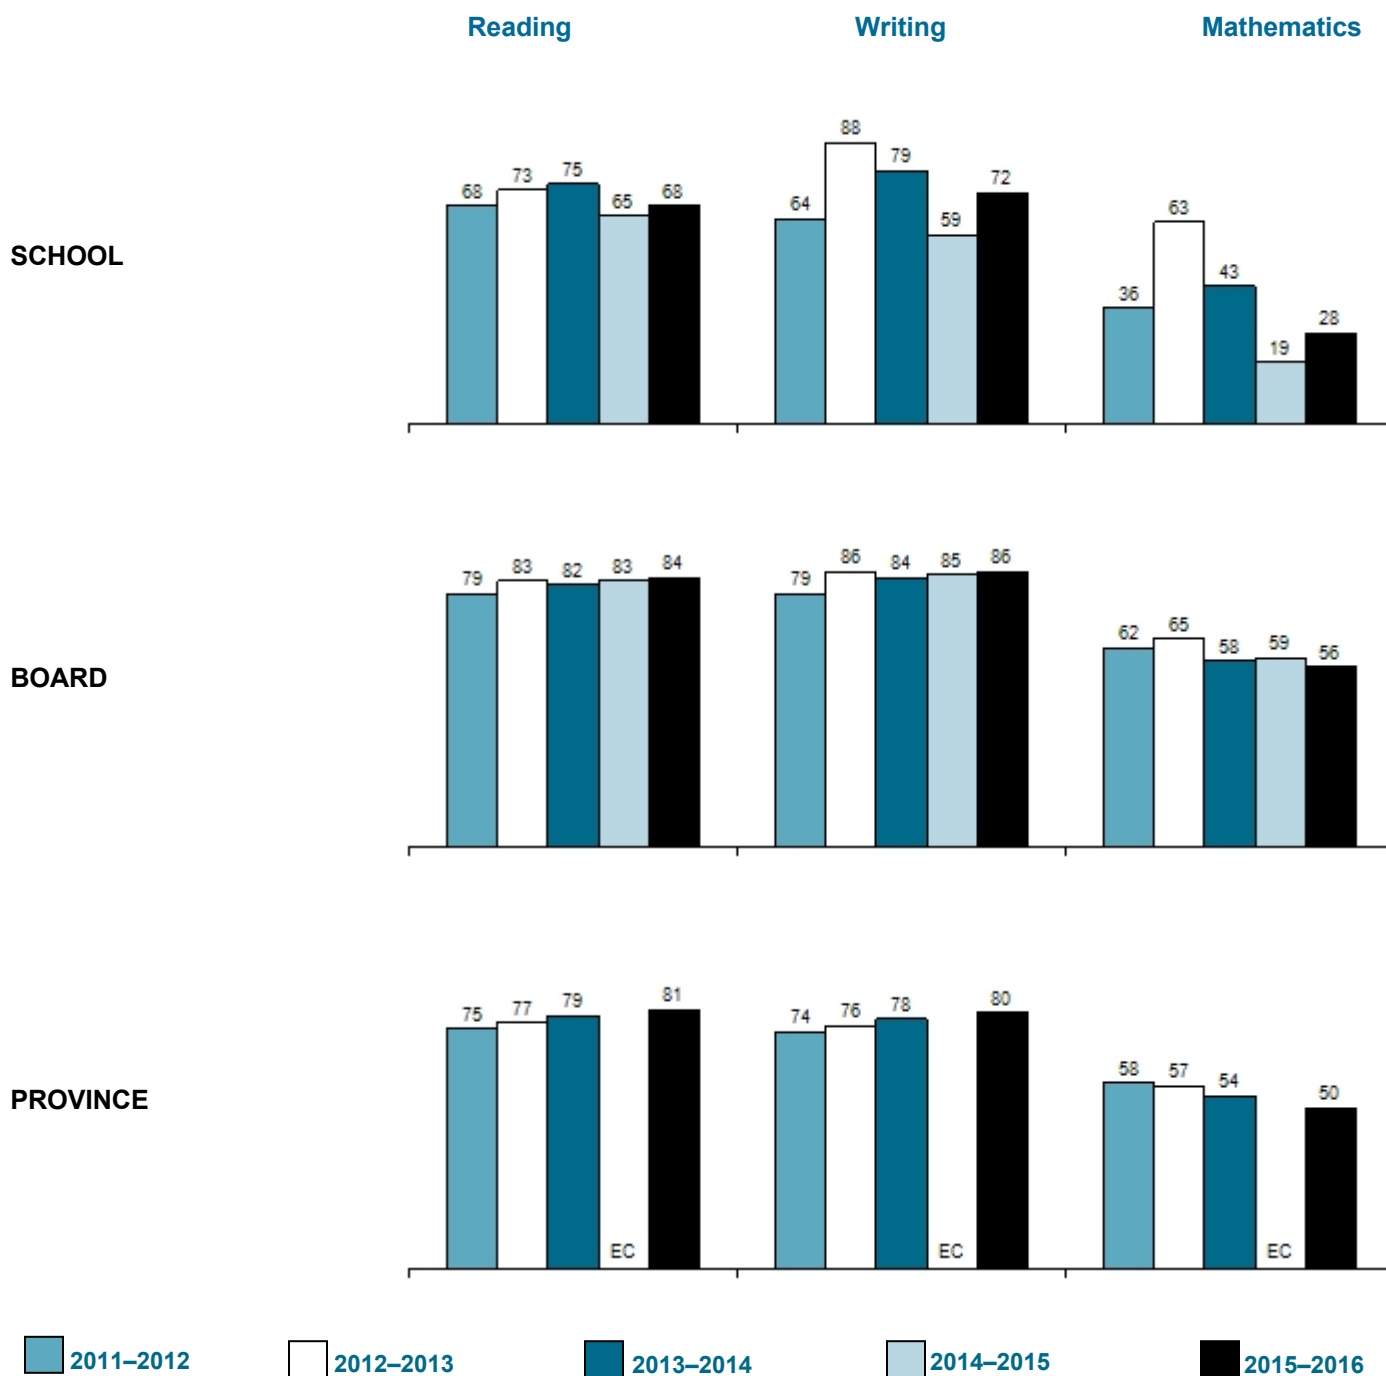 Reading Writing Mathematics
SCHOOL
68 73 75 65 68 64 88 79 59 72 36 63 43 19 28
BOARD
79 83 82 83 84 79 86 84 85 86 62 65 58 59 56
PROVINCE
75 77 79 EC 81 74 76 78 EC 80 58 57 54 EC 50
2011–2012 2012–2013 2013–2014 2014–2015 2015–2016